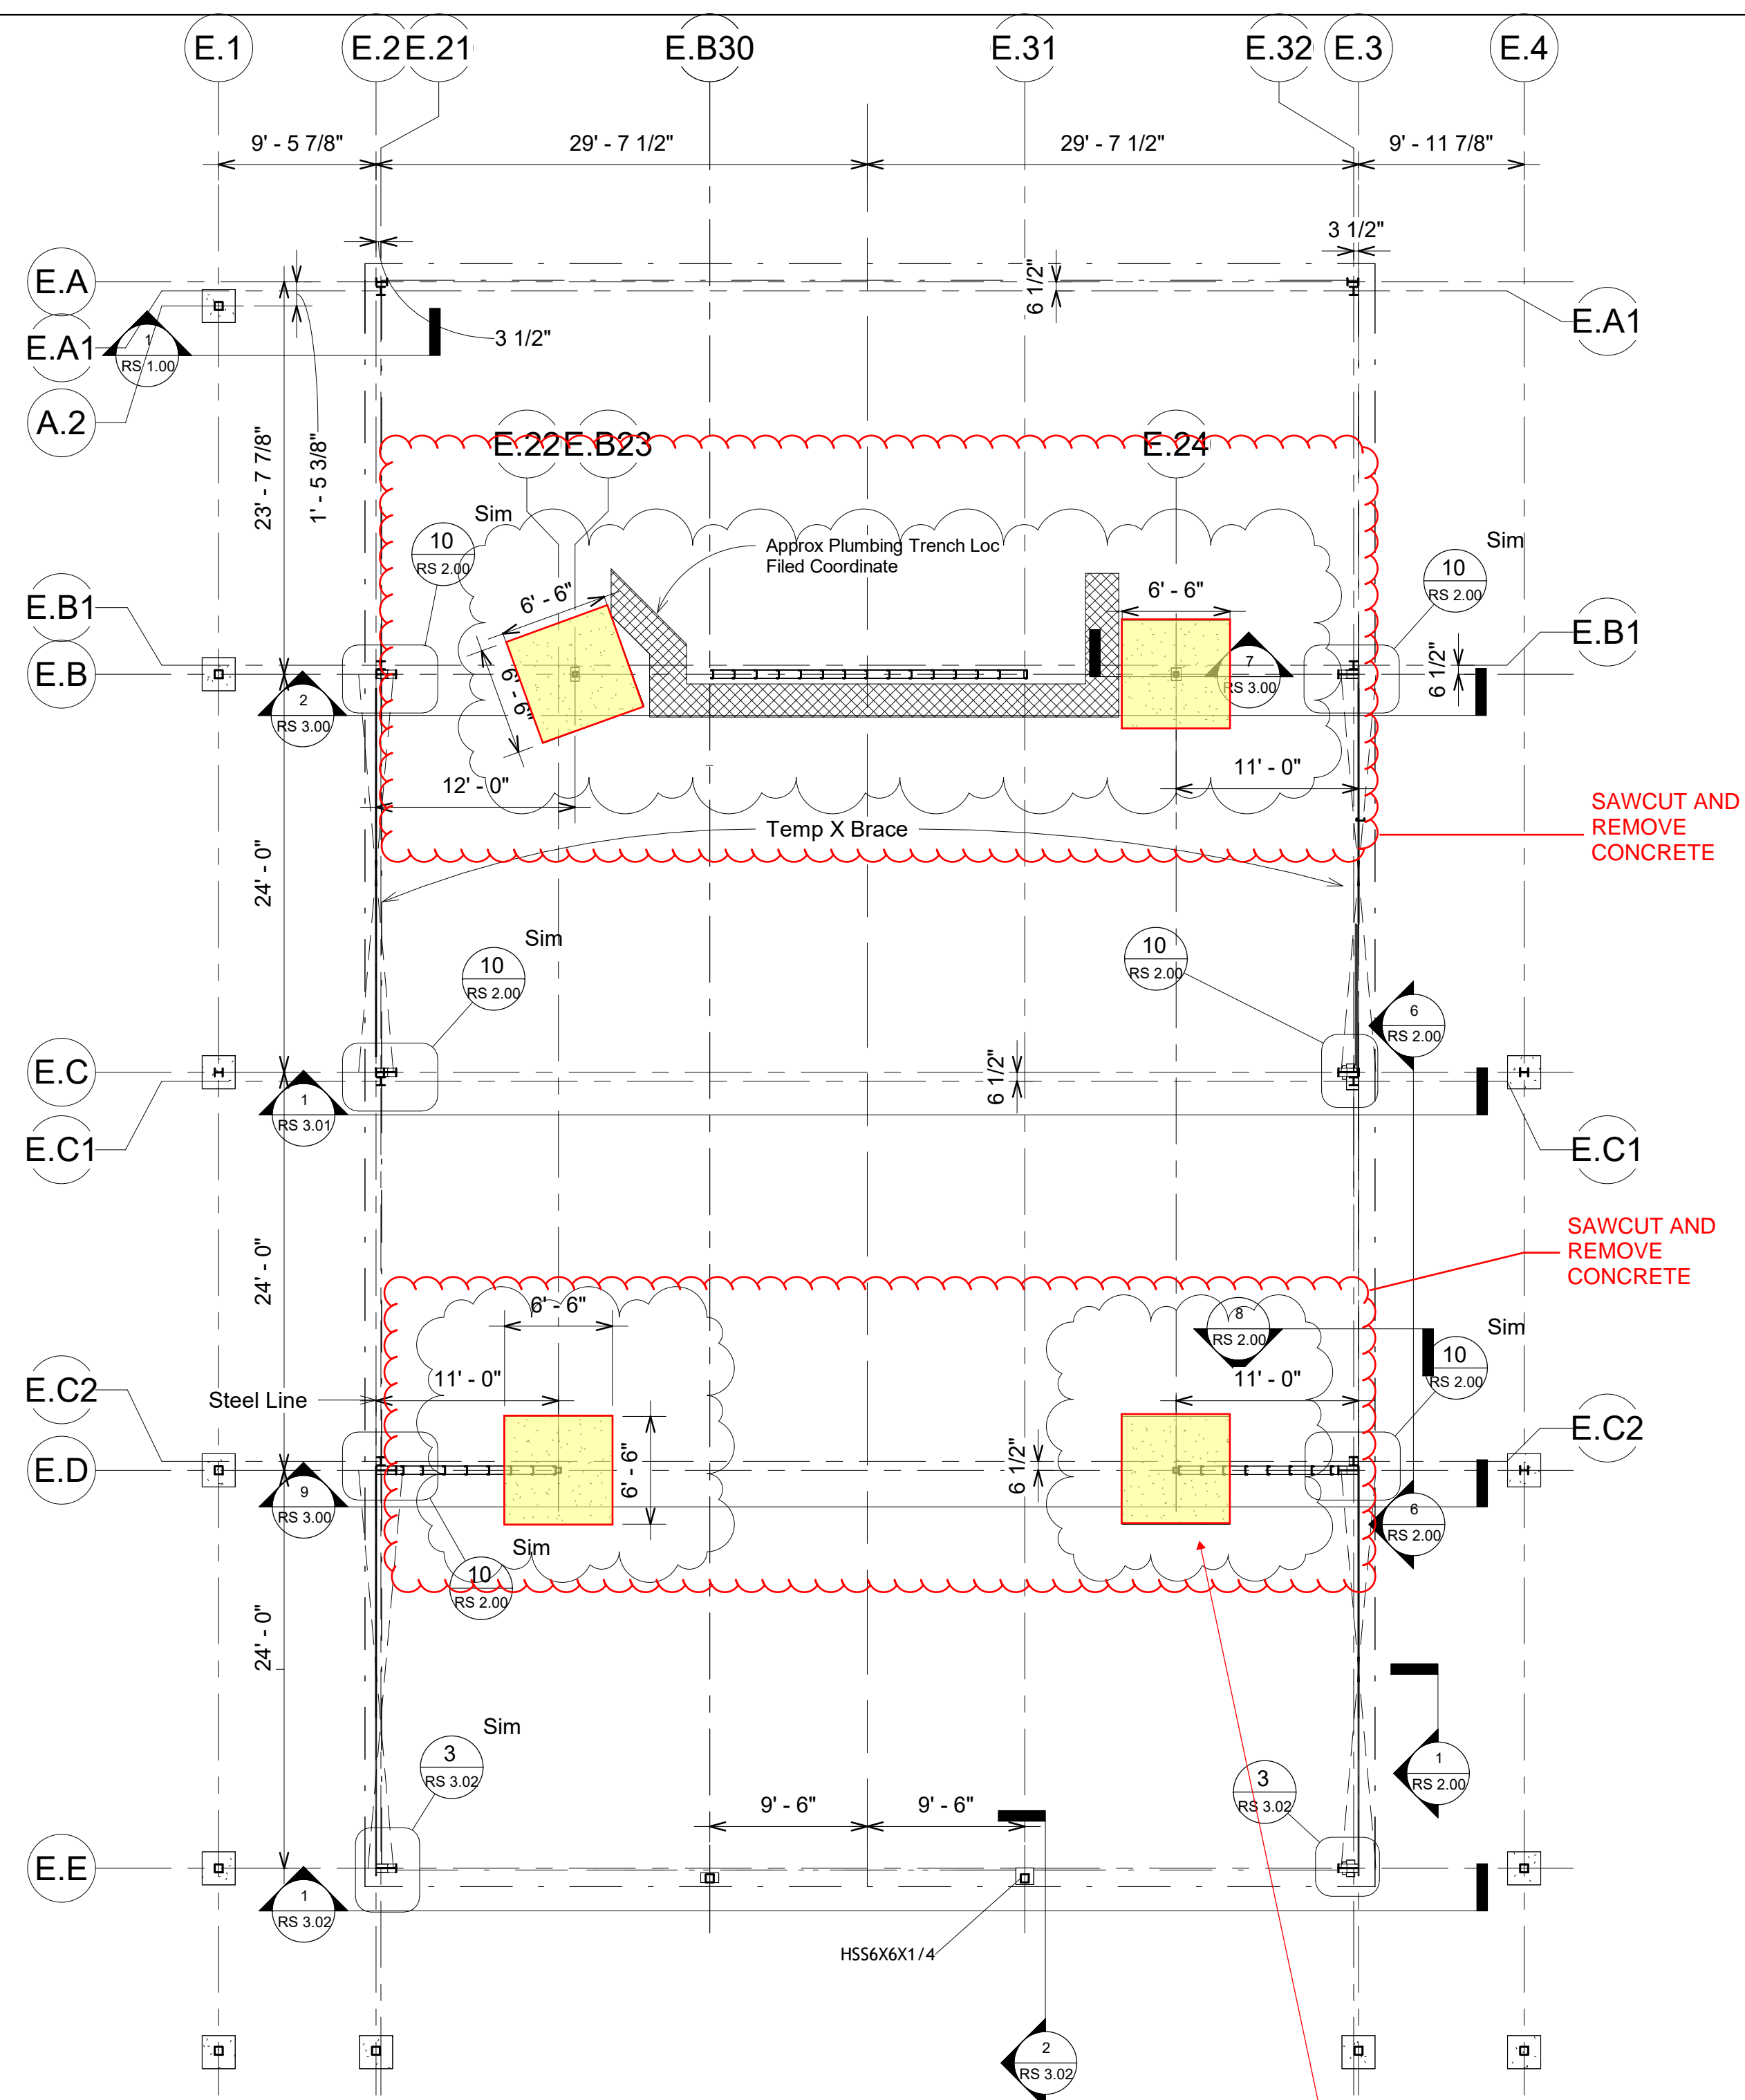 E.1
E.2
E.21
E.B30
E.31
E.32
E.3
E.4
9' - 5 7/8"
29' - 7 1/2"
29' - 7 1/2"
9' - 11 7/8"
3 1/2"
E.A
6 1/2"
E.A1
E.A1
1
RS 1.00
3 1/2"
A.2
23' - 7 7/8"
1' - 5 3/8"
E.22
E.B23
E.24
Sim
10
RS 2.00
Approx Plumbing Trench Loc
Filed Coordinate
Sim
10
RS 2.00
6' - 6"
6' - 6"
E.B1
E.B1
E.B
6' - 6"
7
RS 3.00
6 1/2"
2
RS 3.00
12' - 0"
11' - 0"
Temp X Brace
SAWCUT AND
REMOVE
CONCRETE
24' - 0"
Sim
10
RS 2.00
10
RS 2.00
6
RS 2.00
E.C
6 1/2"
1
RS 3.01
E.C1
E.C1
24' - 0"
SAWCUT AND
REMOVE
CONCRETE
6' - 6"
8
RS 2.00
Sim
10
RS 2.00
11' - 0"
11' - 0"
E.C2
Steel Line
E.C2
E.D
6' - 6"
6 1/2"
9
RS 3.00
6
RS 2.00
Sim
10
RS 2.00
24' - 0"
Sim
3
RS 3.02
3
RS 3.02
1
RS 2.00
9' - 6"
9' - 6"
E.E
1
RS 3.02
HSS6X6X1/4
2
RS 3.02